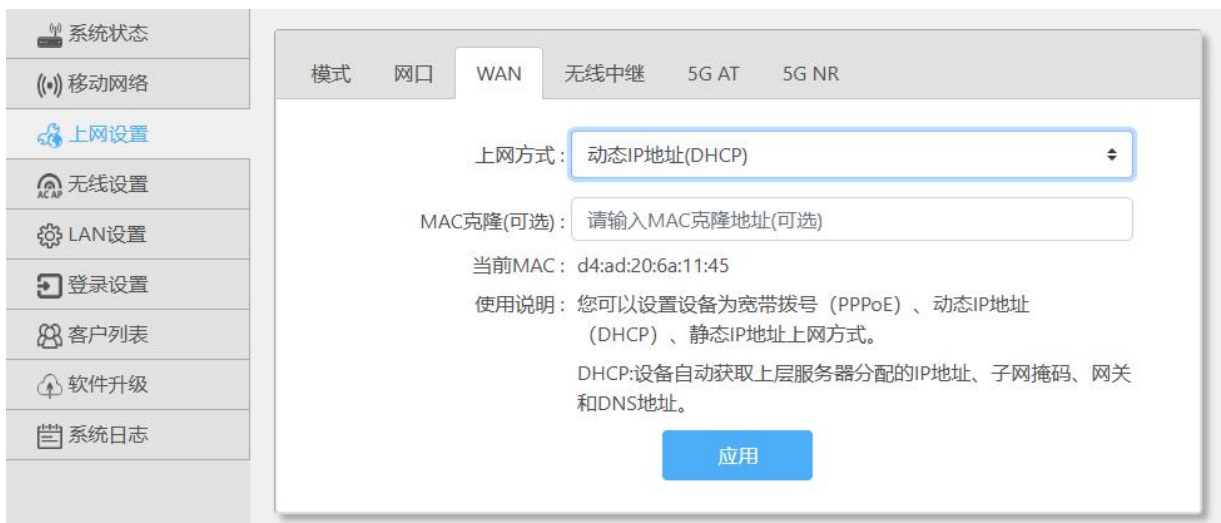 系统状态
移动网络
上网设置
无线设置
LAN设置
登录设置
客户列表
软件升级
系统日志
模式 网口 WAN 无线中继 5G AT 5G NR
上网方式： 动态IP地址(DHCP)
MAC克隆(可选)： 请输入MAC克隆地址(可选)
当前MAC： d4:ad:20:6a:11:45
使用说明： 您可以设置设备为宽带拨号（PPPoE）、动态IP地址
（DHCP）、静态IP地址上网方式。
DHCP:设备自动获取上层服务器分配的IP地址、子网掩码、网关
和DNS地址。
应用